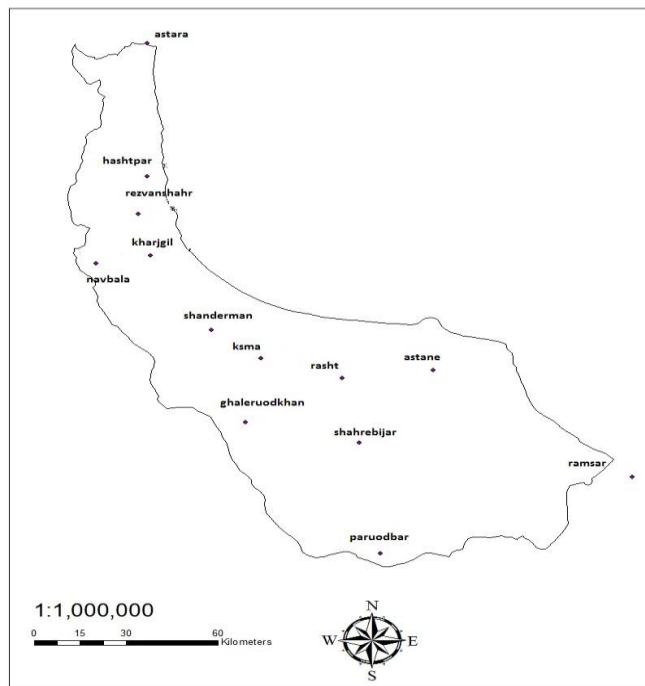 astara
hashtpar
rezvanshahr
kharjgil
navbala
shanderman
ksma
rasht
astane
ghaleruodkhan
shahrebijar
ramsar
paruodbar
1:1,000,000
0 15 30 60
Kilometers
N
W E
S